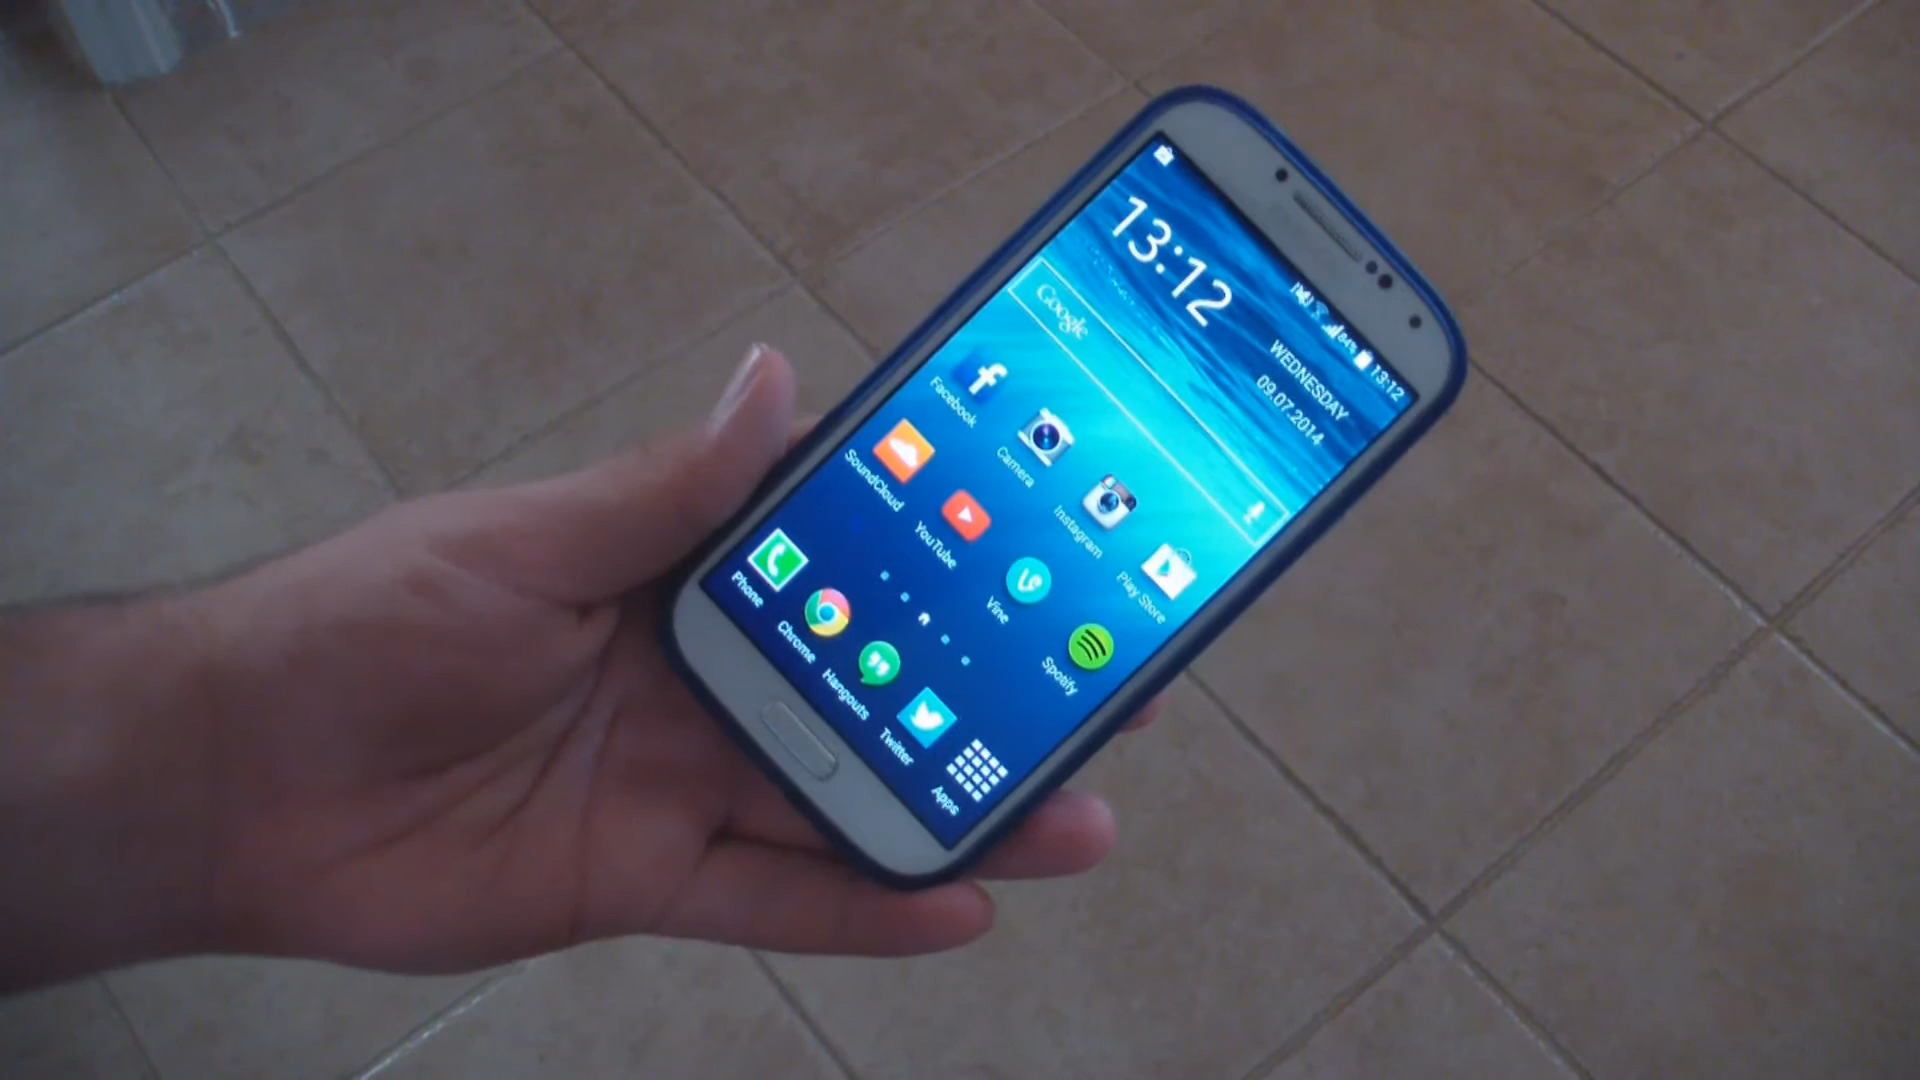 84% 13:12
13:12
WEDNESDAY
09.07.2014
Google
Facebook
Camera
Instagram
Play Store
SoundCloud
YouTube
Vine
Spotify
Phone
Chrome
Hangouts
Twitter
Apps